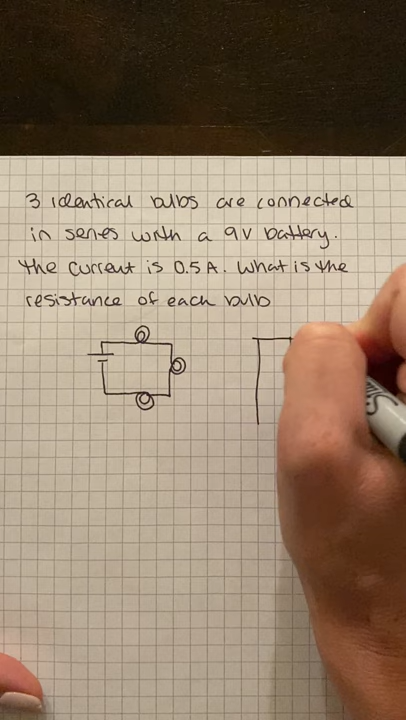 3 identical bulbs are connected
in series with a 9V battery.
The current is 0.5A. What is the
resistance of each bulb